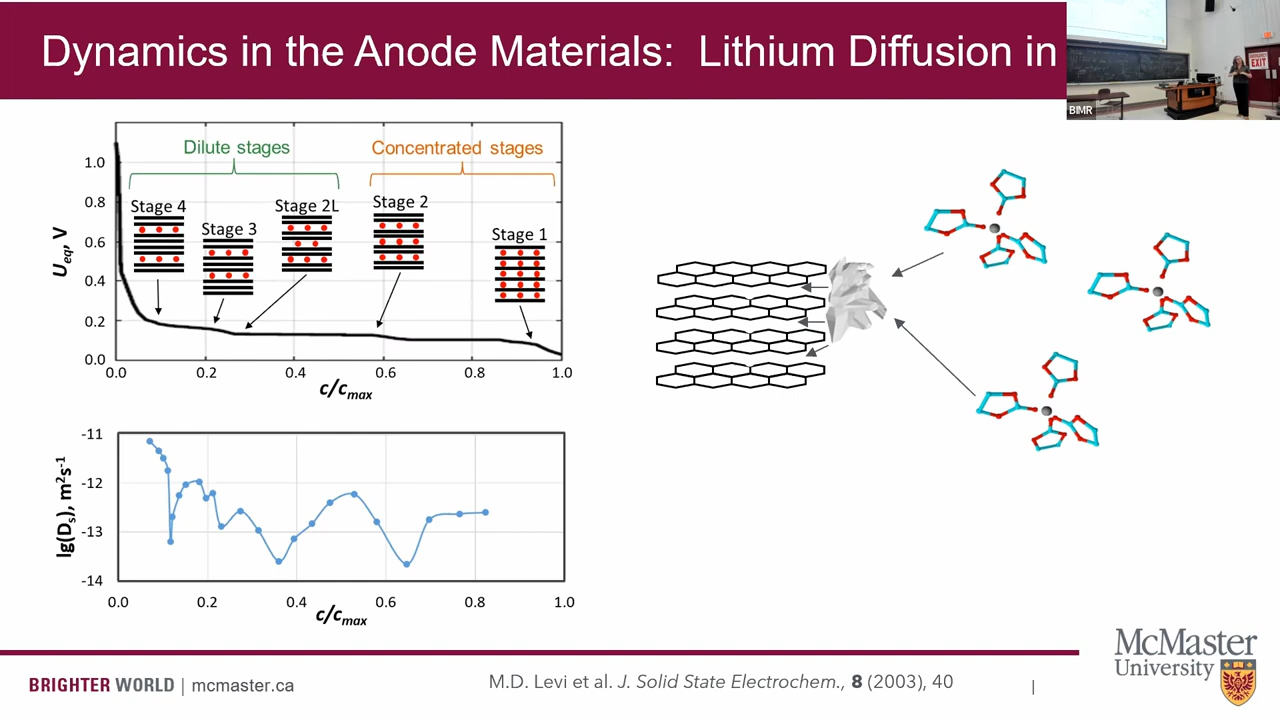 Dynamics in the Anode Materials: Lithium Diffusion in
EXIT
BIMR
Dilute stages
Concentrated stages
Stage 4
Stage 3
Stage 2L
Stage 2
Stage 1
U_eq, V
1.0
0.8
0.6
0.4
0.2
0.0
0.0 0.2 0.4 0.6 0.8 1.0
c/c_max
lg(D_s), m²s⁻¹
-11
-12
-13
-14
0.0 0.2 0.4 0.6 0.8 1.0
c/c_max
McMaster
University
BRIGHTER WORLD | mcmaster.ca
M.D. Levi et al. J. Solid State Electrochem., 8 (2003), 40
|